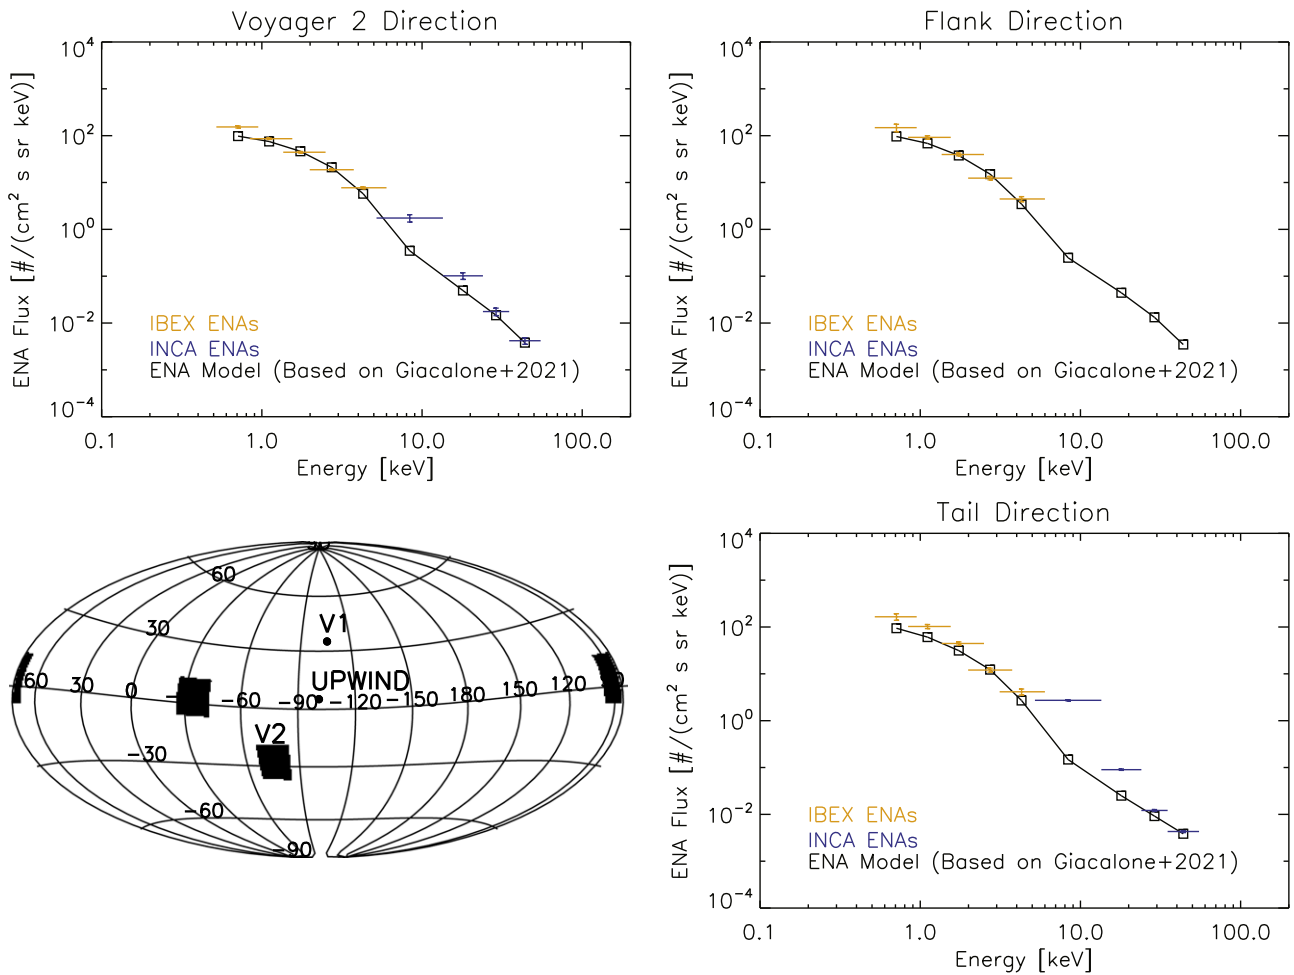 Voyager 2 Direction
10^4
10^2
10^0
10^-2
10^-4
ENA Flux [#/(cm^2 s sr keV)]
IBEX ENAs
INCA ENAs
ENA Model (Based on Giacalone+2021)
0.1 1.0 10.0 100.0
Energy [keV]
Flank Direction
10^4
10^2
10^0
10^-2
10^-4
ENA Flux [#/(cm^2 s sr keV)]
IBEX ENAs
INCA ENAs
ENA Model (Based on Giacalone+2021)
0.1 1.0 10.0 100.0
Energy [keV]
60
V1
30
UPWIND
60 30 0 -60 -90 -120 -150 180 150 120
V2
-30
-60
-90
Tail Direction
10^4
10^2
10^0
10^-2
10^-4
ENA Flux [#/(cm^2 s sr keV)]
IBEX ENAs
INCA ENAs
ENA Model (Based on Giacalone+2021)
0.1 1.0 10.0 100.0
Energy [keV]